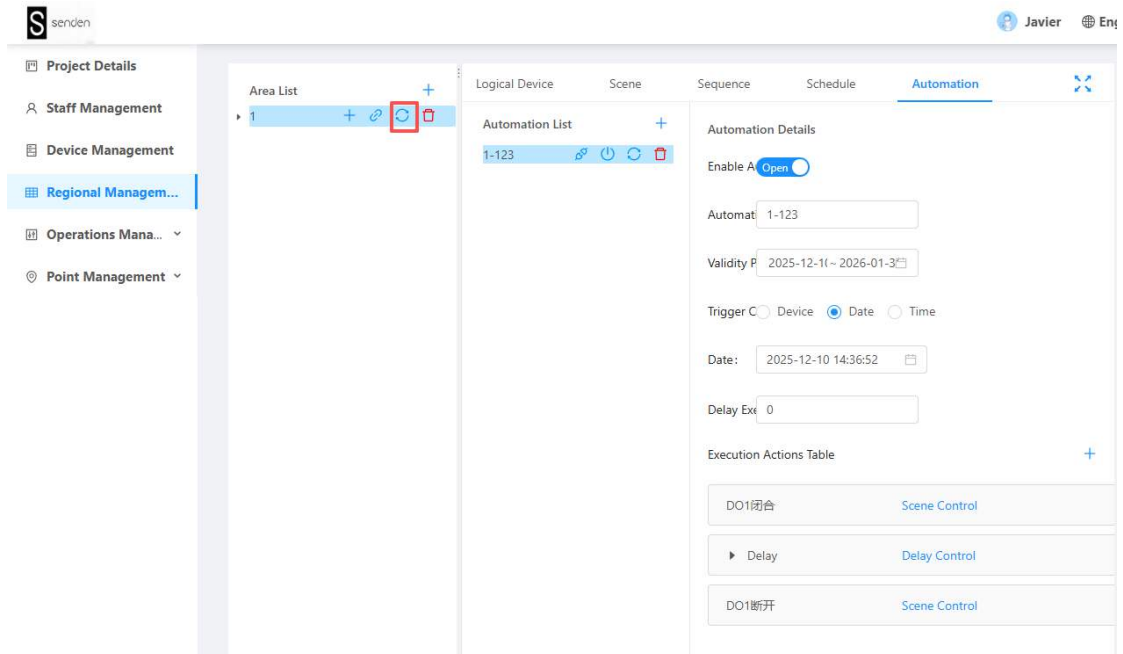 S senden
Javier
Eng
Project Details
Staff Management
Device Management
Regional Managem...
Operations Mana...
Point Management
Area List
1
Logical Device Scene Sequence Schedule Automation
Automation List
1-123
Automation Details
Enable A Open
Automati 1-123
Validity P 2025-12-1( ~ 2026-01-3
Trigger C Device Date Time
Date: 2025-12-10 14:36:52
Delay Exe 0
Execution Actions Table
DO1闭合 Scene Control
Delay Delay Control
DO1断开 Scene Control